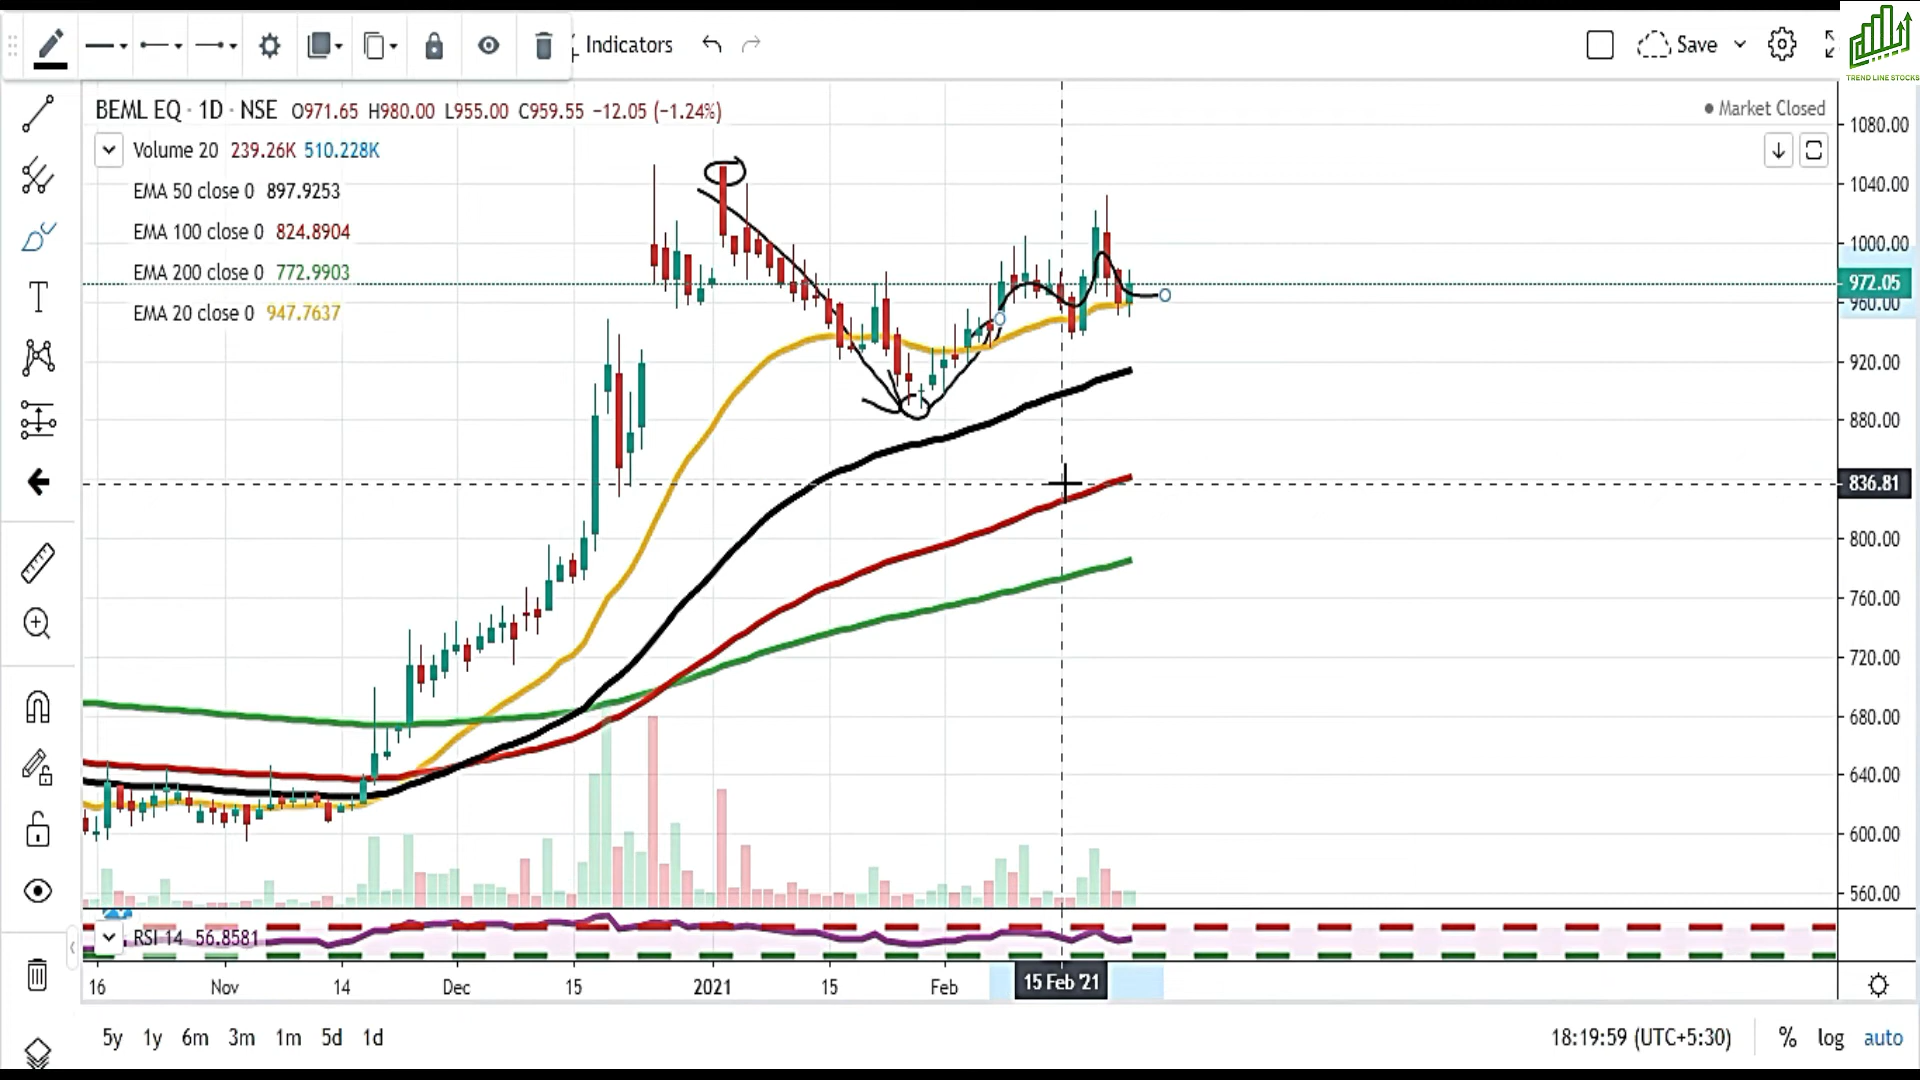 Indicators
Save
TREND LINE STOCKS
BEML EQ · 1D · NSE O971.65 H980.00 L955.00 C959.55 −12.05 (−1.24%)
Market Closed
Volume 20 239.26K 510.228K
EMA 50 close 0 897.9253
EMA 100 close 0 824.8904
EMA 200 close 0 772.9903
EMA 20 close 0 947.7637
1080.00
1040.00
1000.00
972.05
960.00
920.00
880.00
836.81
800.00
760.00
720.00
680.00
640.00
600.00
560.00
RSI 14 56.8581
16 Nov 14 Dec 15 2021 15 Feb 15 Feb '21
5y 1y 6m 3m 1m 5d 1d
18:19:59 (UTC+5:30) % log auto